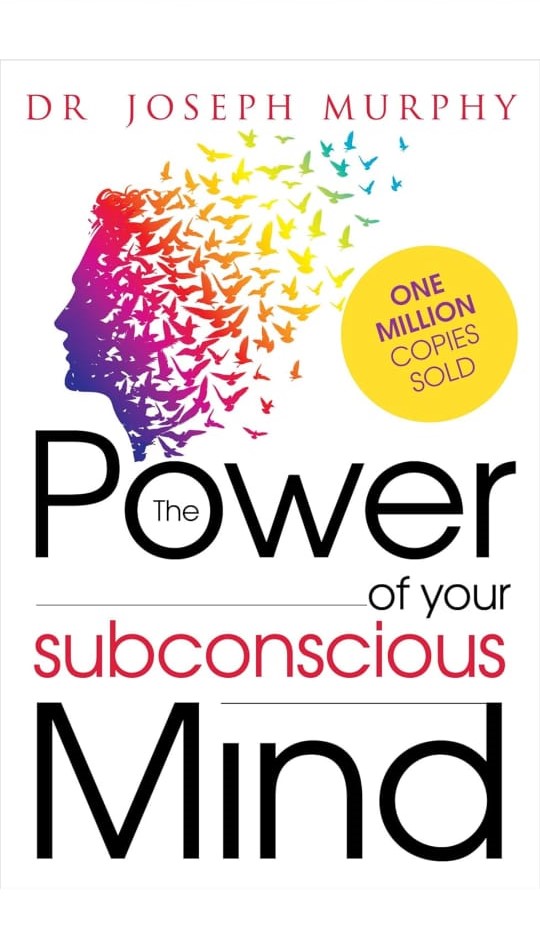 DR JOSEPH MURPHY
ONE
MILLION
COPIES
SOLD
The Power
of your
subconscious
Mind